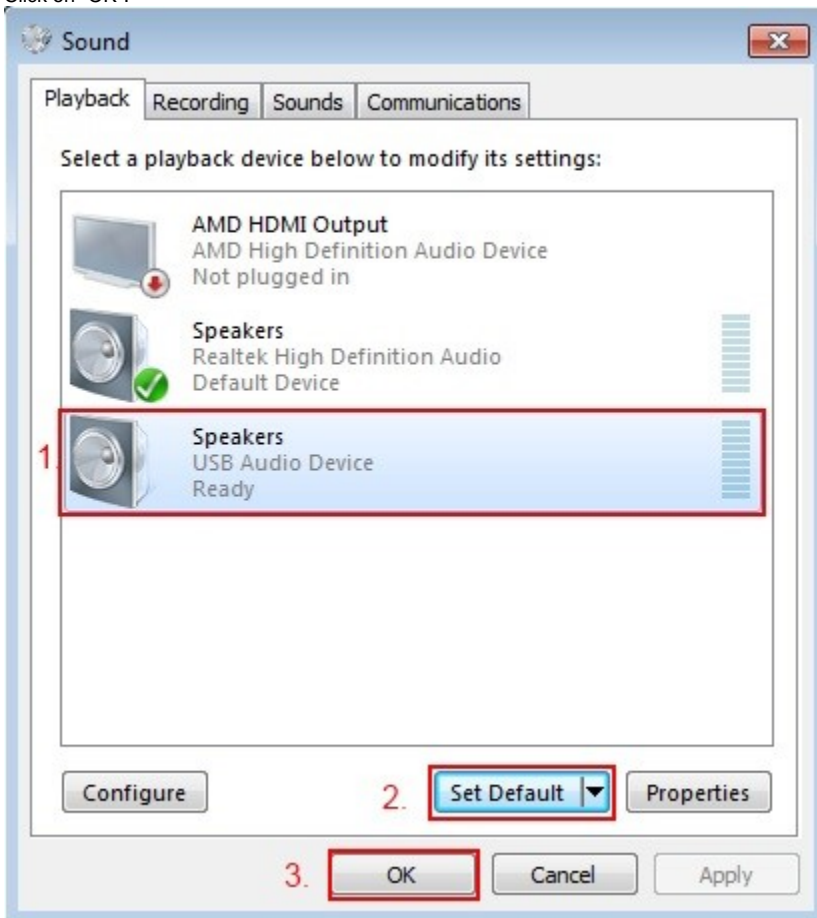 Sound
Playback Recording Sounds Communications
Select a playback device below to modify its settings:
AMD HDMI Output
AMD High Definition Audio Device
Not plugged in
Speakers
Realtek High Definition Audio
Default Device
1.
Speakers
USB Audio Device
Ready
Configure 2. Set Default Properties
3. OK Cancel Apply